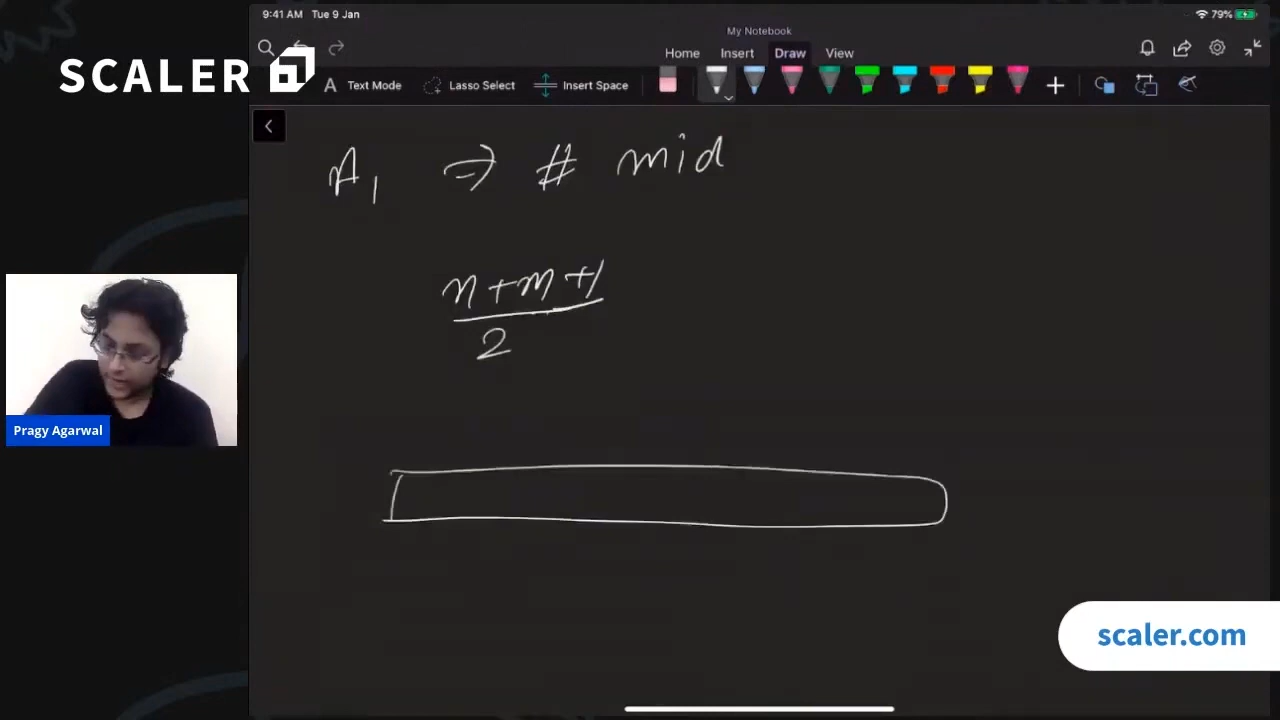 9:41 AM Tue 9 Jan
79%
My Notebook
Home Insert Draw View
SCALER
A Text Mode Lasso Select Insert Space
A₁ ⇒ # mid
n+m+1
2
Pragy Agarwal
scaler.com